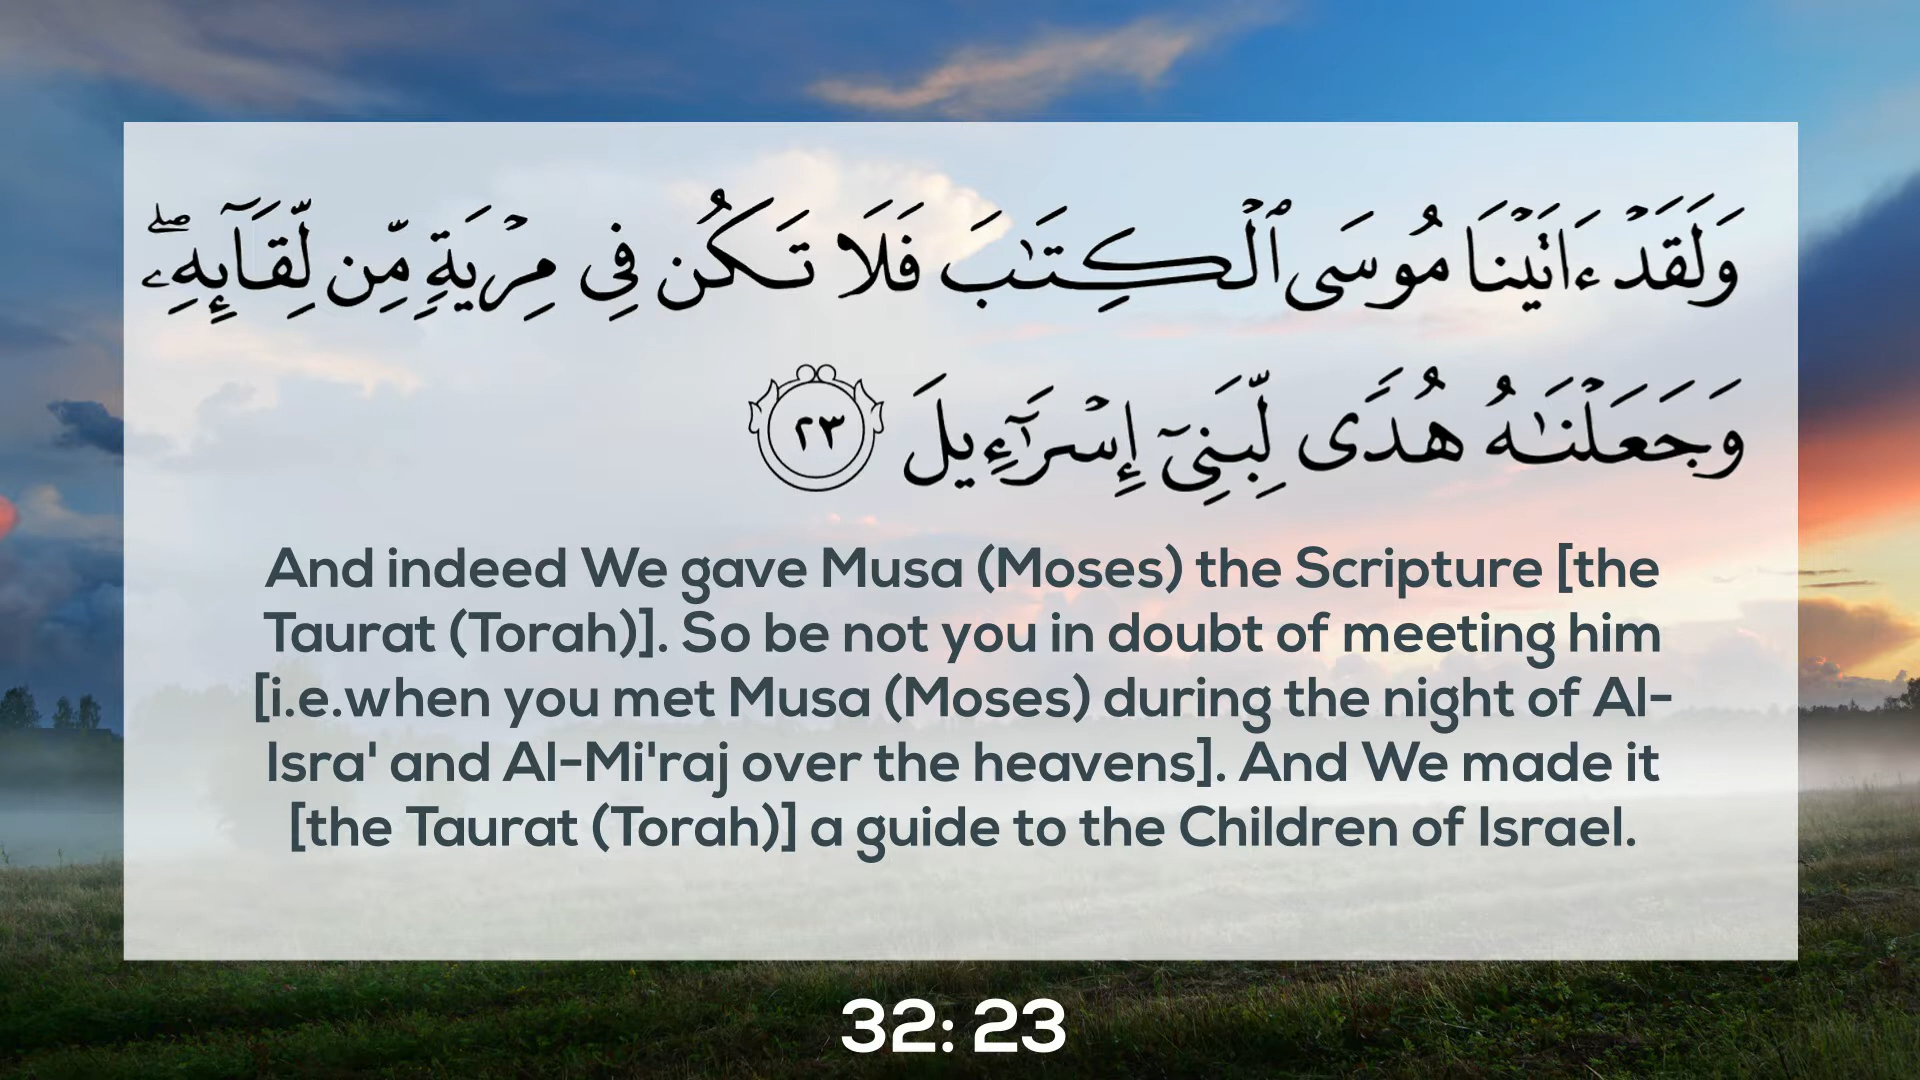 وَلَقَدْ ءَاتَيْنَا مُوسَى ٱلْكِتَٰبَ فَلَا تَكُن فِى مِرْيَةٍ مِّن لِّقَآئِهِۦ ۖ
وَجَعَلْنَٰهُ هُدًى لِّبَنِىٓ إِسْرَٰٓءِيلَ ٢٣
And indeed We gave Musa (Moses) the Scripture [the
Taurat (Torah)]. So be not you in doubt of meeting him
[i.e.when you met Musa (Moses) during the night of Al-
Isra' and Al-Mi'raj over the heavens]. And We made it
[the Taurat (Torah)] a guide to the Children of Israel.
32: 23